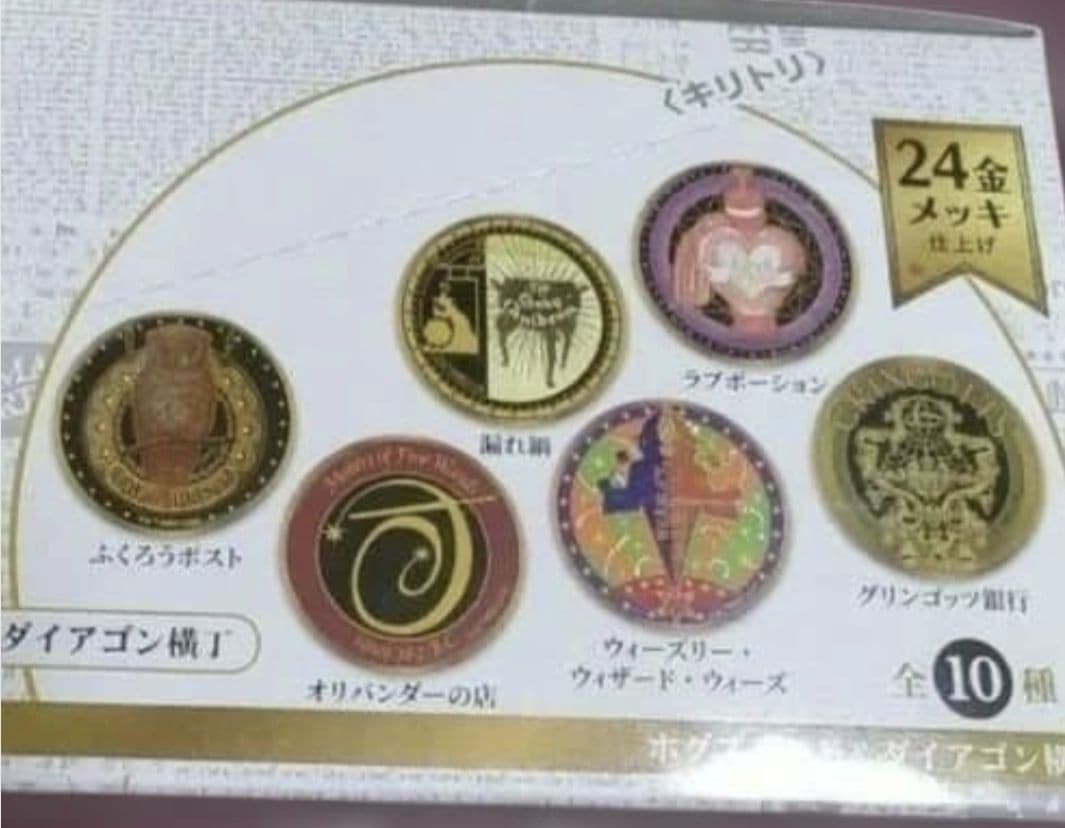 〈キリトリ〉
24金
メッキ
仕上げ
ラブポーション
漏れ鍋
ふくろうポスト
グリンゴッツ銀行
ウィーズリー・
ウィザード・ウィーズ
ダイアゴン横丁
オリバンダーの店
全10種
ダイアゴン横